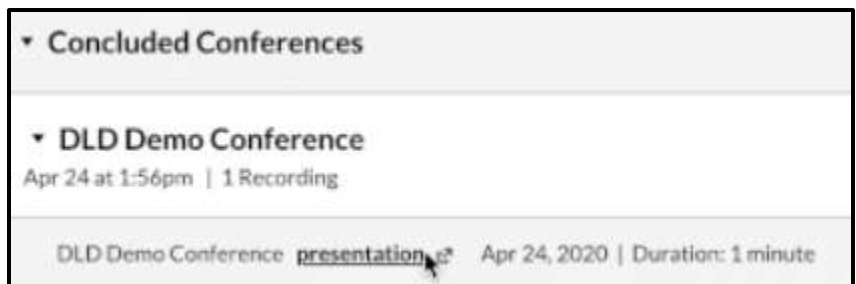 Concluded Conferences
DLD Demo Conference
Apr 24 at 1:56pm | 1 Recording
DLD Demo Conference presentation Apr 24, 2020 | Duration: 1 minute